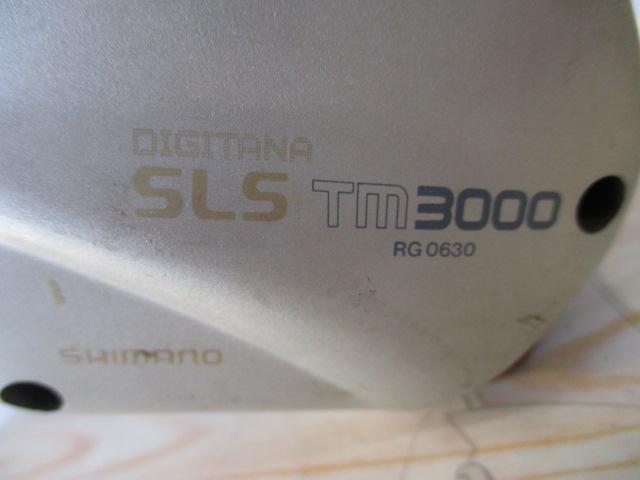 DIGITANA
SLS TM3000
RG 0630
SHIMANO